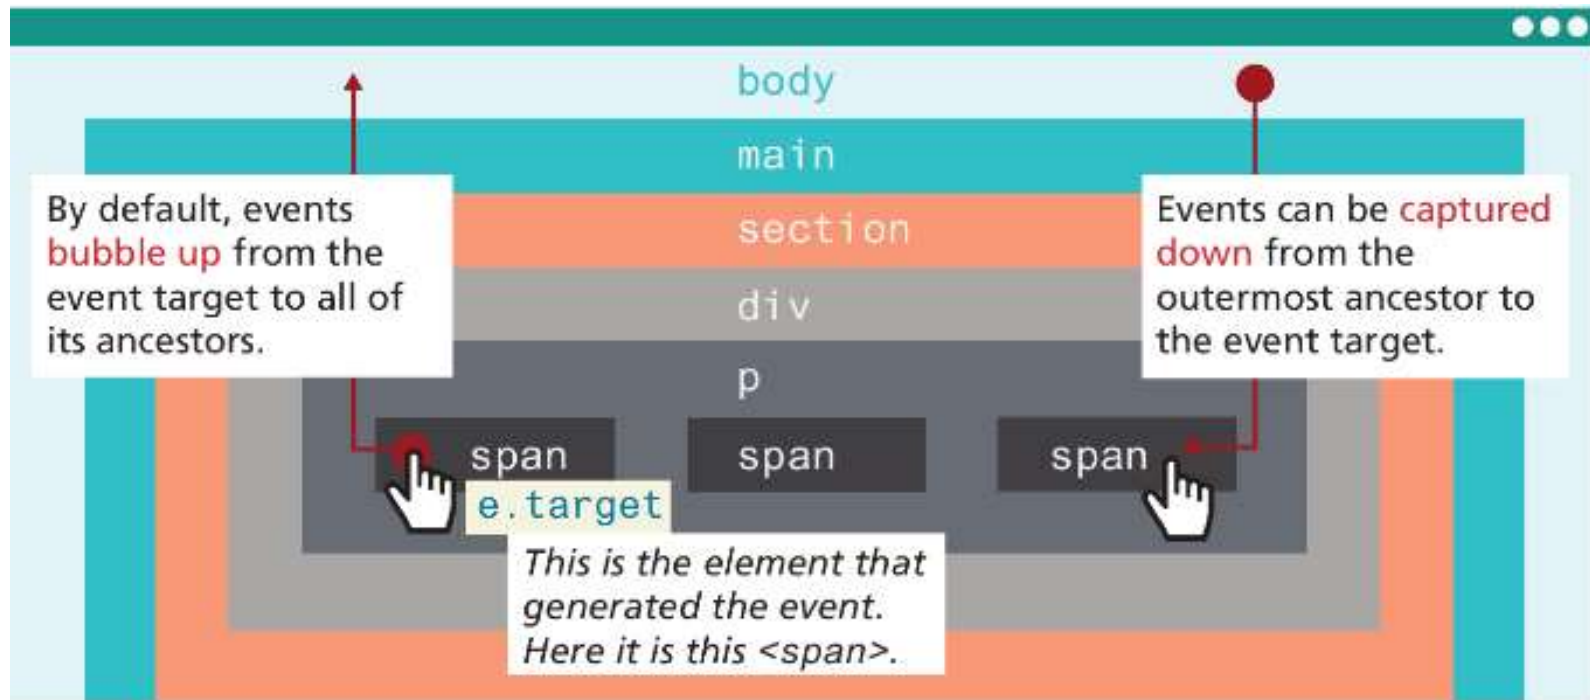 body
main
section
div
p
By default, events
bubble up from the
event target to all of
its ancestors.
Events can be captured
down from the
outermost ancestor to
the event target.
span
span
span
e.target
This is the element that
generated the event.
Here it is this <span>.